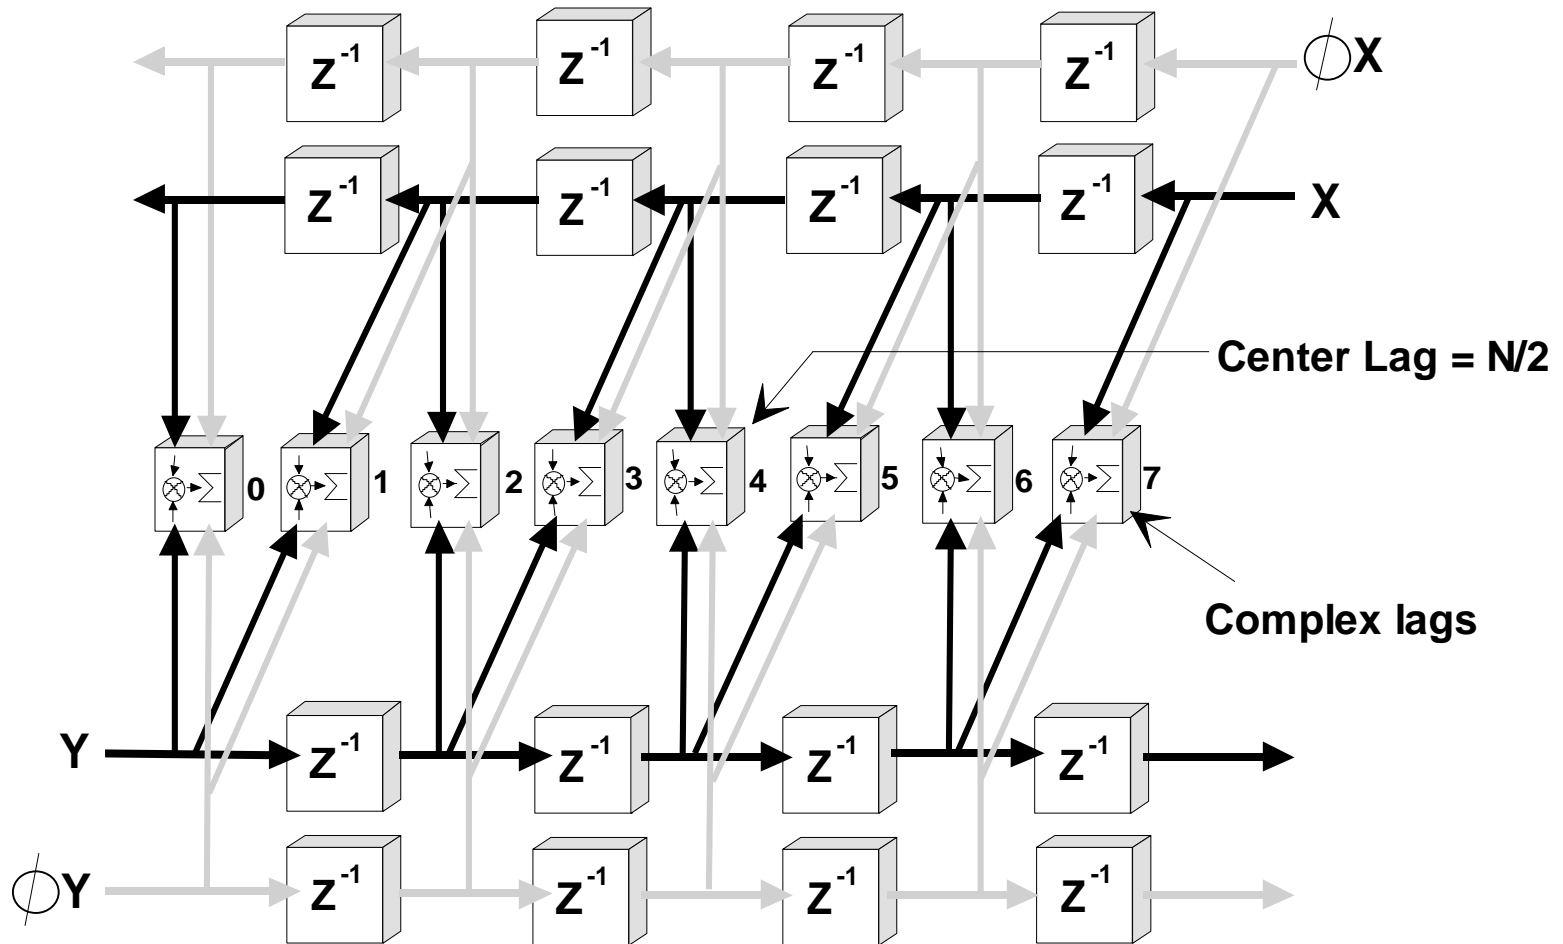 Z⁻¹ Z⁻¹ Z⁻¹ Z⁻¹ ϕX
Z⁻¹ Z⁻¹ Z⁻¹ Z⁻¹ X
Center Lag = N/2
Σ 0 Σ 1 Σ 2 Σ 3 Σ 4 Σ 5 Σ 6 Σ 7
Complex lags
Y Z⁻¹ Z⁻¹ Z⁻¹ Z⁻¹
ϕY Z⁻¹ Z⁻¹ Z⁻¹ Z⁻¹